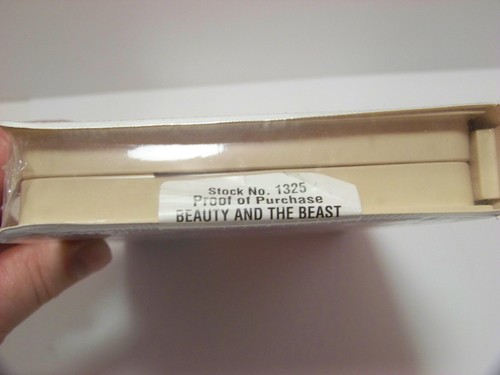 Stock No. 1325
Proof of Purchase
BEAUTY AND THE BEAST